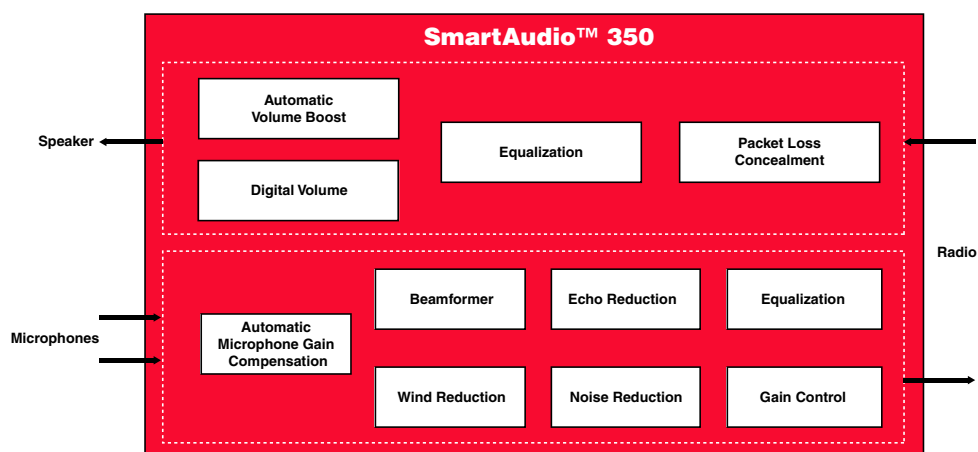 SmartAudio™ 350
Automatic
Volume Boost
Speaker
Equalization
Packet Loss
Concealment
Digital Volume
Radio
Beamformer
Echo Reduction
Equalization
Microphones
Automatic
Microphone Gain
Compensation
Wind Reduction
Noise Reduction
Gain Control